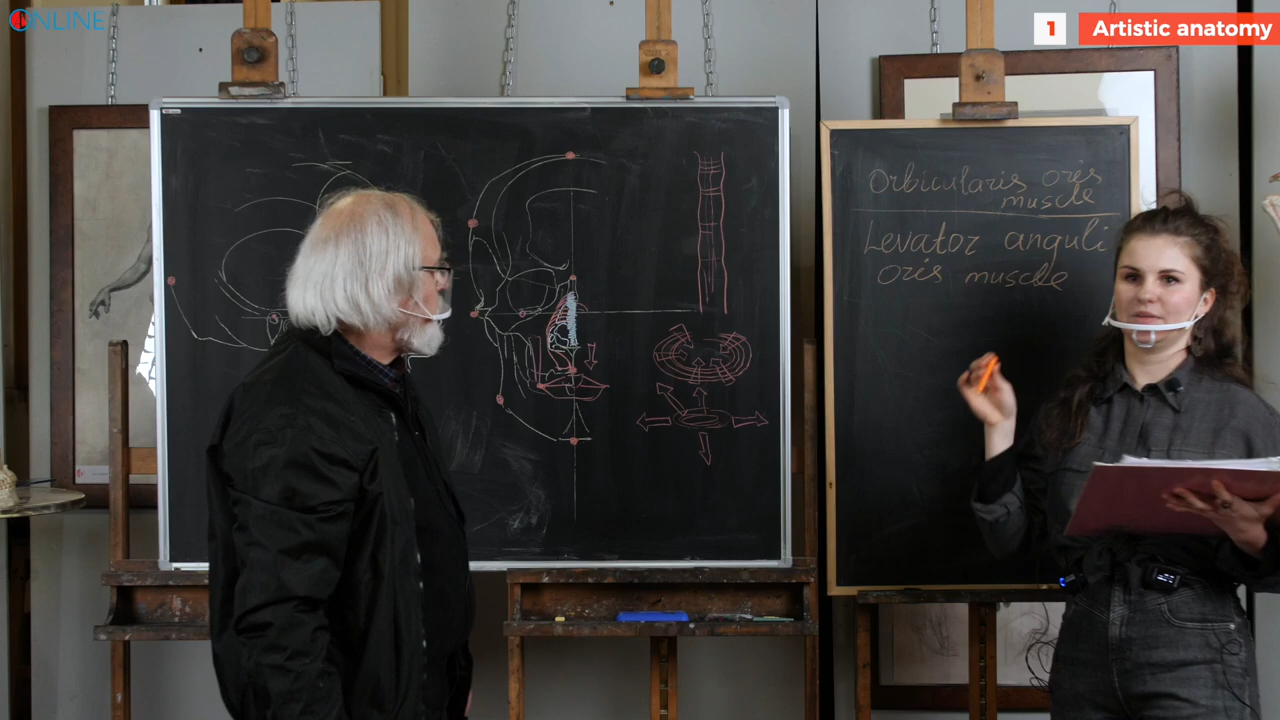 ONLINE
1 Artistic anatomy
Orbicularis oris
muscle
Levator anguli
oris muscle